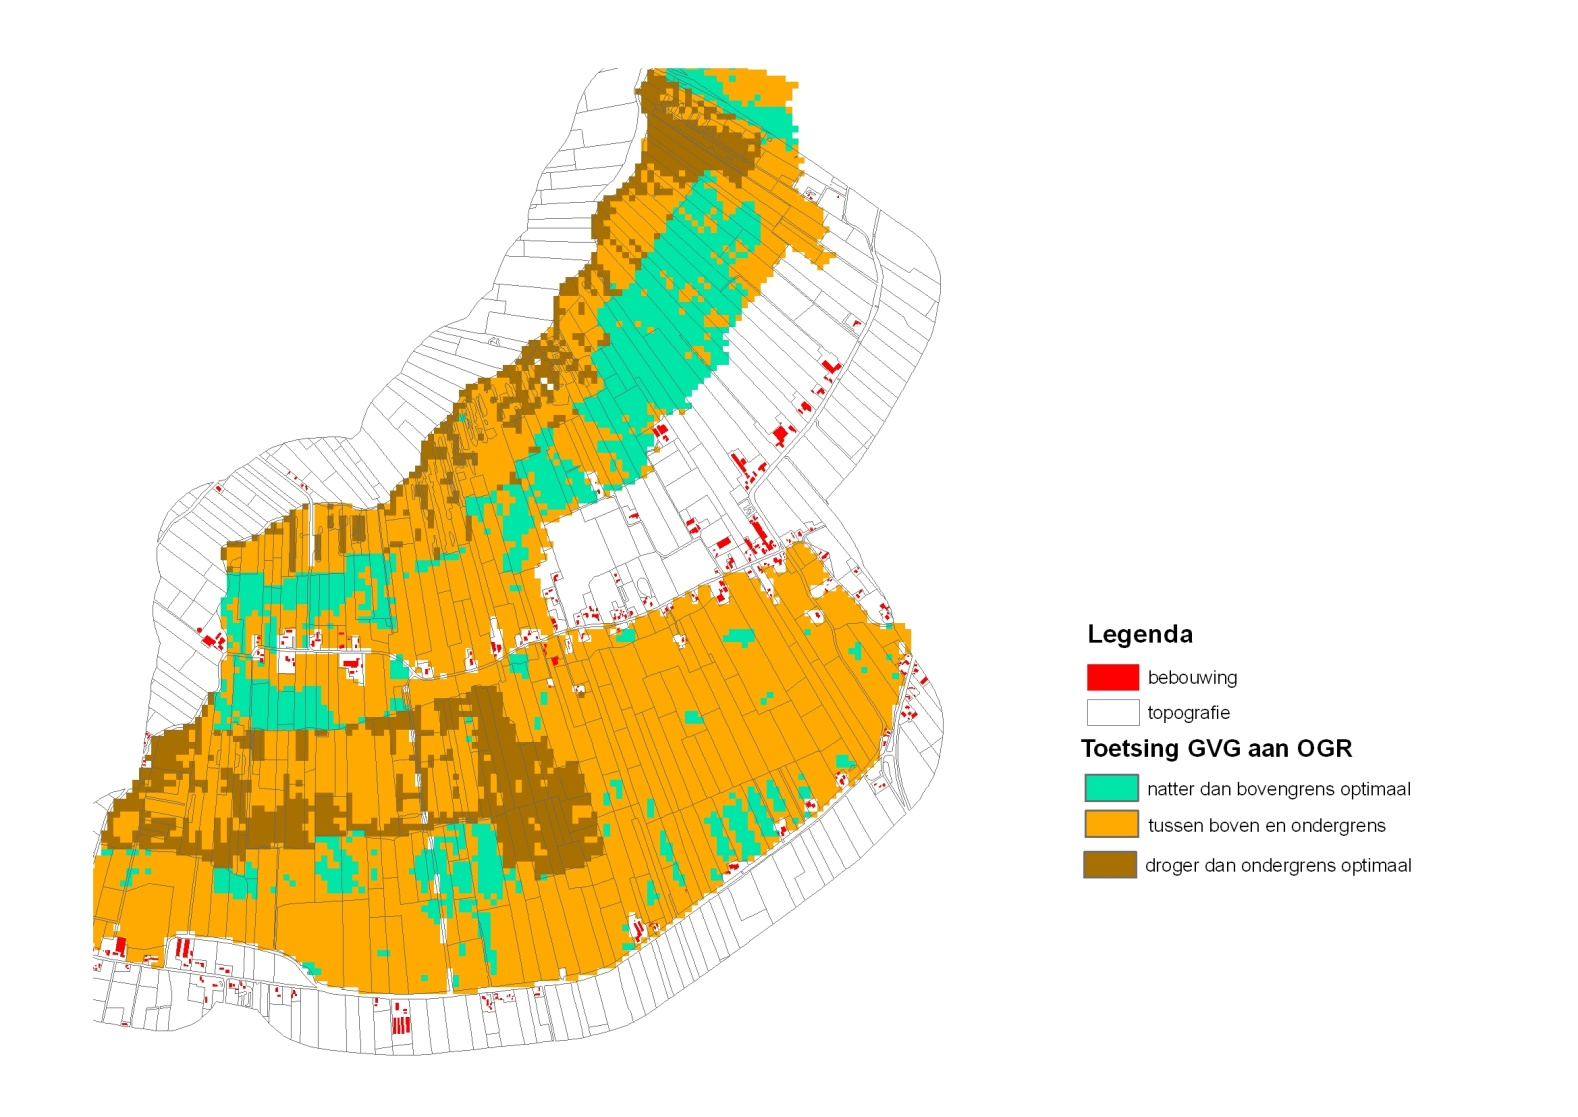 Legenda
bebouwing
topografie
Toetsing GVG aan OGR
natter dan bovengrens optimaal
tussen boven en ondergrens
droger dan ondergrens optimaal